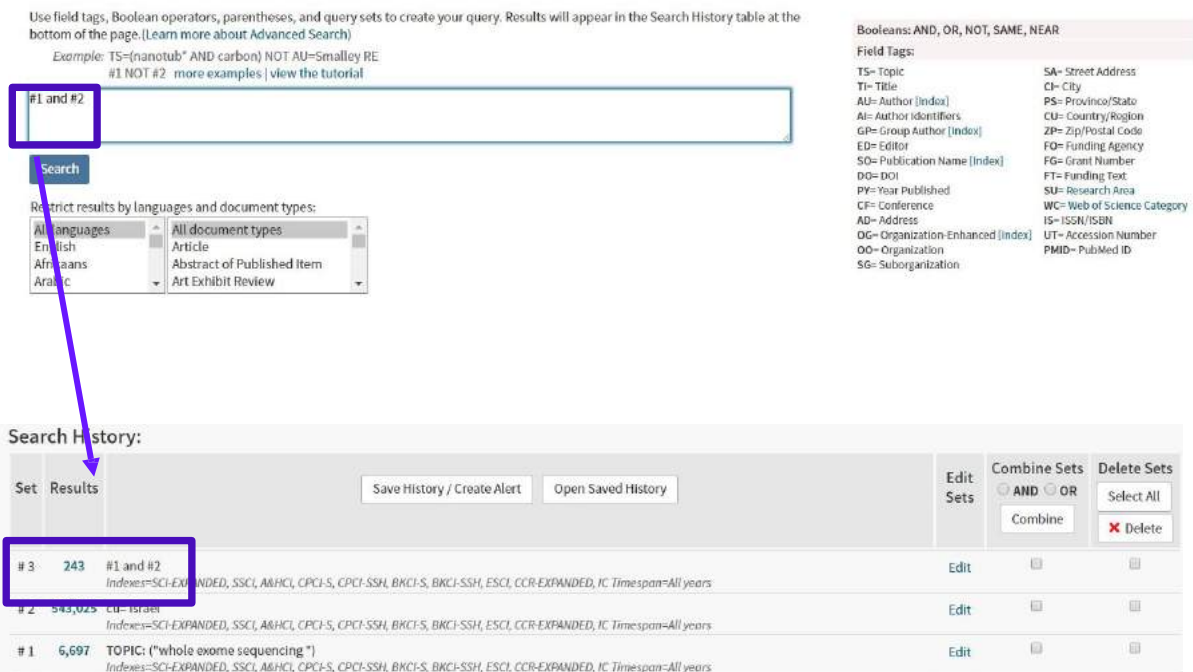 Use field tags, Boolean operators, parentheses, and query sets to create your query. Results will appear in the Search History table at the
bottom of the page.(Learn more about Advanced Search)
Example: TS=(nanotub* AND carbon) NOT AU=Smalley RE
#1 NOT #2 more examples | view the tutorial
#1 and #2
Search
Restrict results by languages and document types:
All languages
English
Afrikaans
Arabic
All document types
Article
Abstract of Published Item
Art Exhibit Review
Booleans: AND, OR, NOT, SAME, NEAR
Field Tags:
TS= Topic
TI= Title
AU= Author [Index]
AI= Author Identifiers
GP= Group Author [Index]
ED= Editor
SO= Publication Name [Index]
DO= DOI
PY= Year Published
CF= Conference
AD= Address
OG= Organization-Enhanced [Index]
OO= Organization
SG= Suborganization
SA= Street Address
CI= City
PS= Province/State
CU= Country/Region
ZP= Zip/Postal Code
FO= Funding Agency
FG= Grant Number
FT= Funding Text
SU= Research Area
WC= Web of Science Category
IS= ISSN/ISBN
UT= Accession Number
PMID= PubMed ID
Search History:
Set Results Save History / Create Alert Open Saved History Edit Sets Combine Sets AND OR Combine Delete Sets Select All Delete
# 3 243 #1 and #2 Edit
Indexes=SCI-EXPANDED, SSCI, A&HCI, CPCI-S, CPCI-SSH, BKCI-S, BKCI-SSH, ESCI, CCR-EXPANDED, IC Timespan=All years
# 2 543,025 cu= israel Edit
Indexes=SCI-EXPANDED, SSCI, A&HCI, CPCI-S, CPCI-SSH, BKCI-S, BKCI-SSH, ESCI, CCR-EXPANDED, IC Timespan=All years
# 1 6,697 TOPIC: ("whole exome sequencing ") Edit
Indexes=SCI-EXPANDED, SSCI, A&HCI, CPCI-S, CPCI-SSH, BKCI-S, BKCI-SSH, ESCI, CCR-EXPANDED, IC Timespan=All years